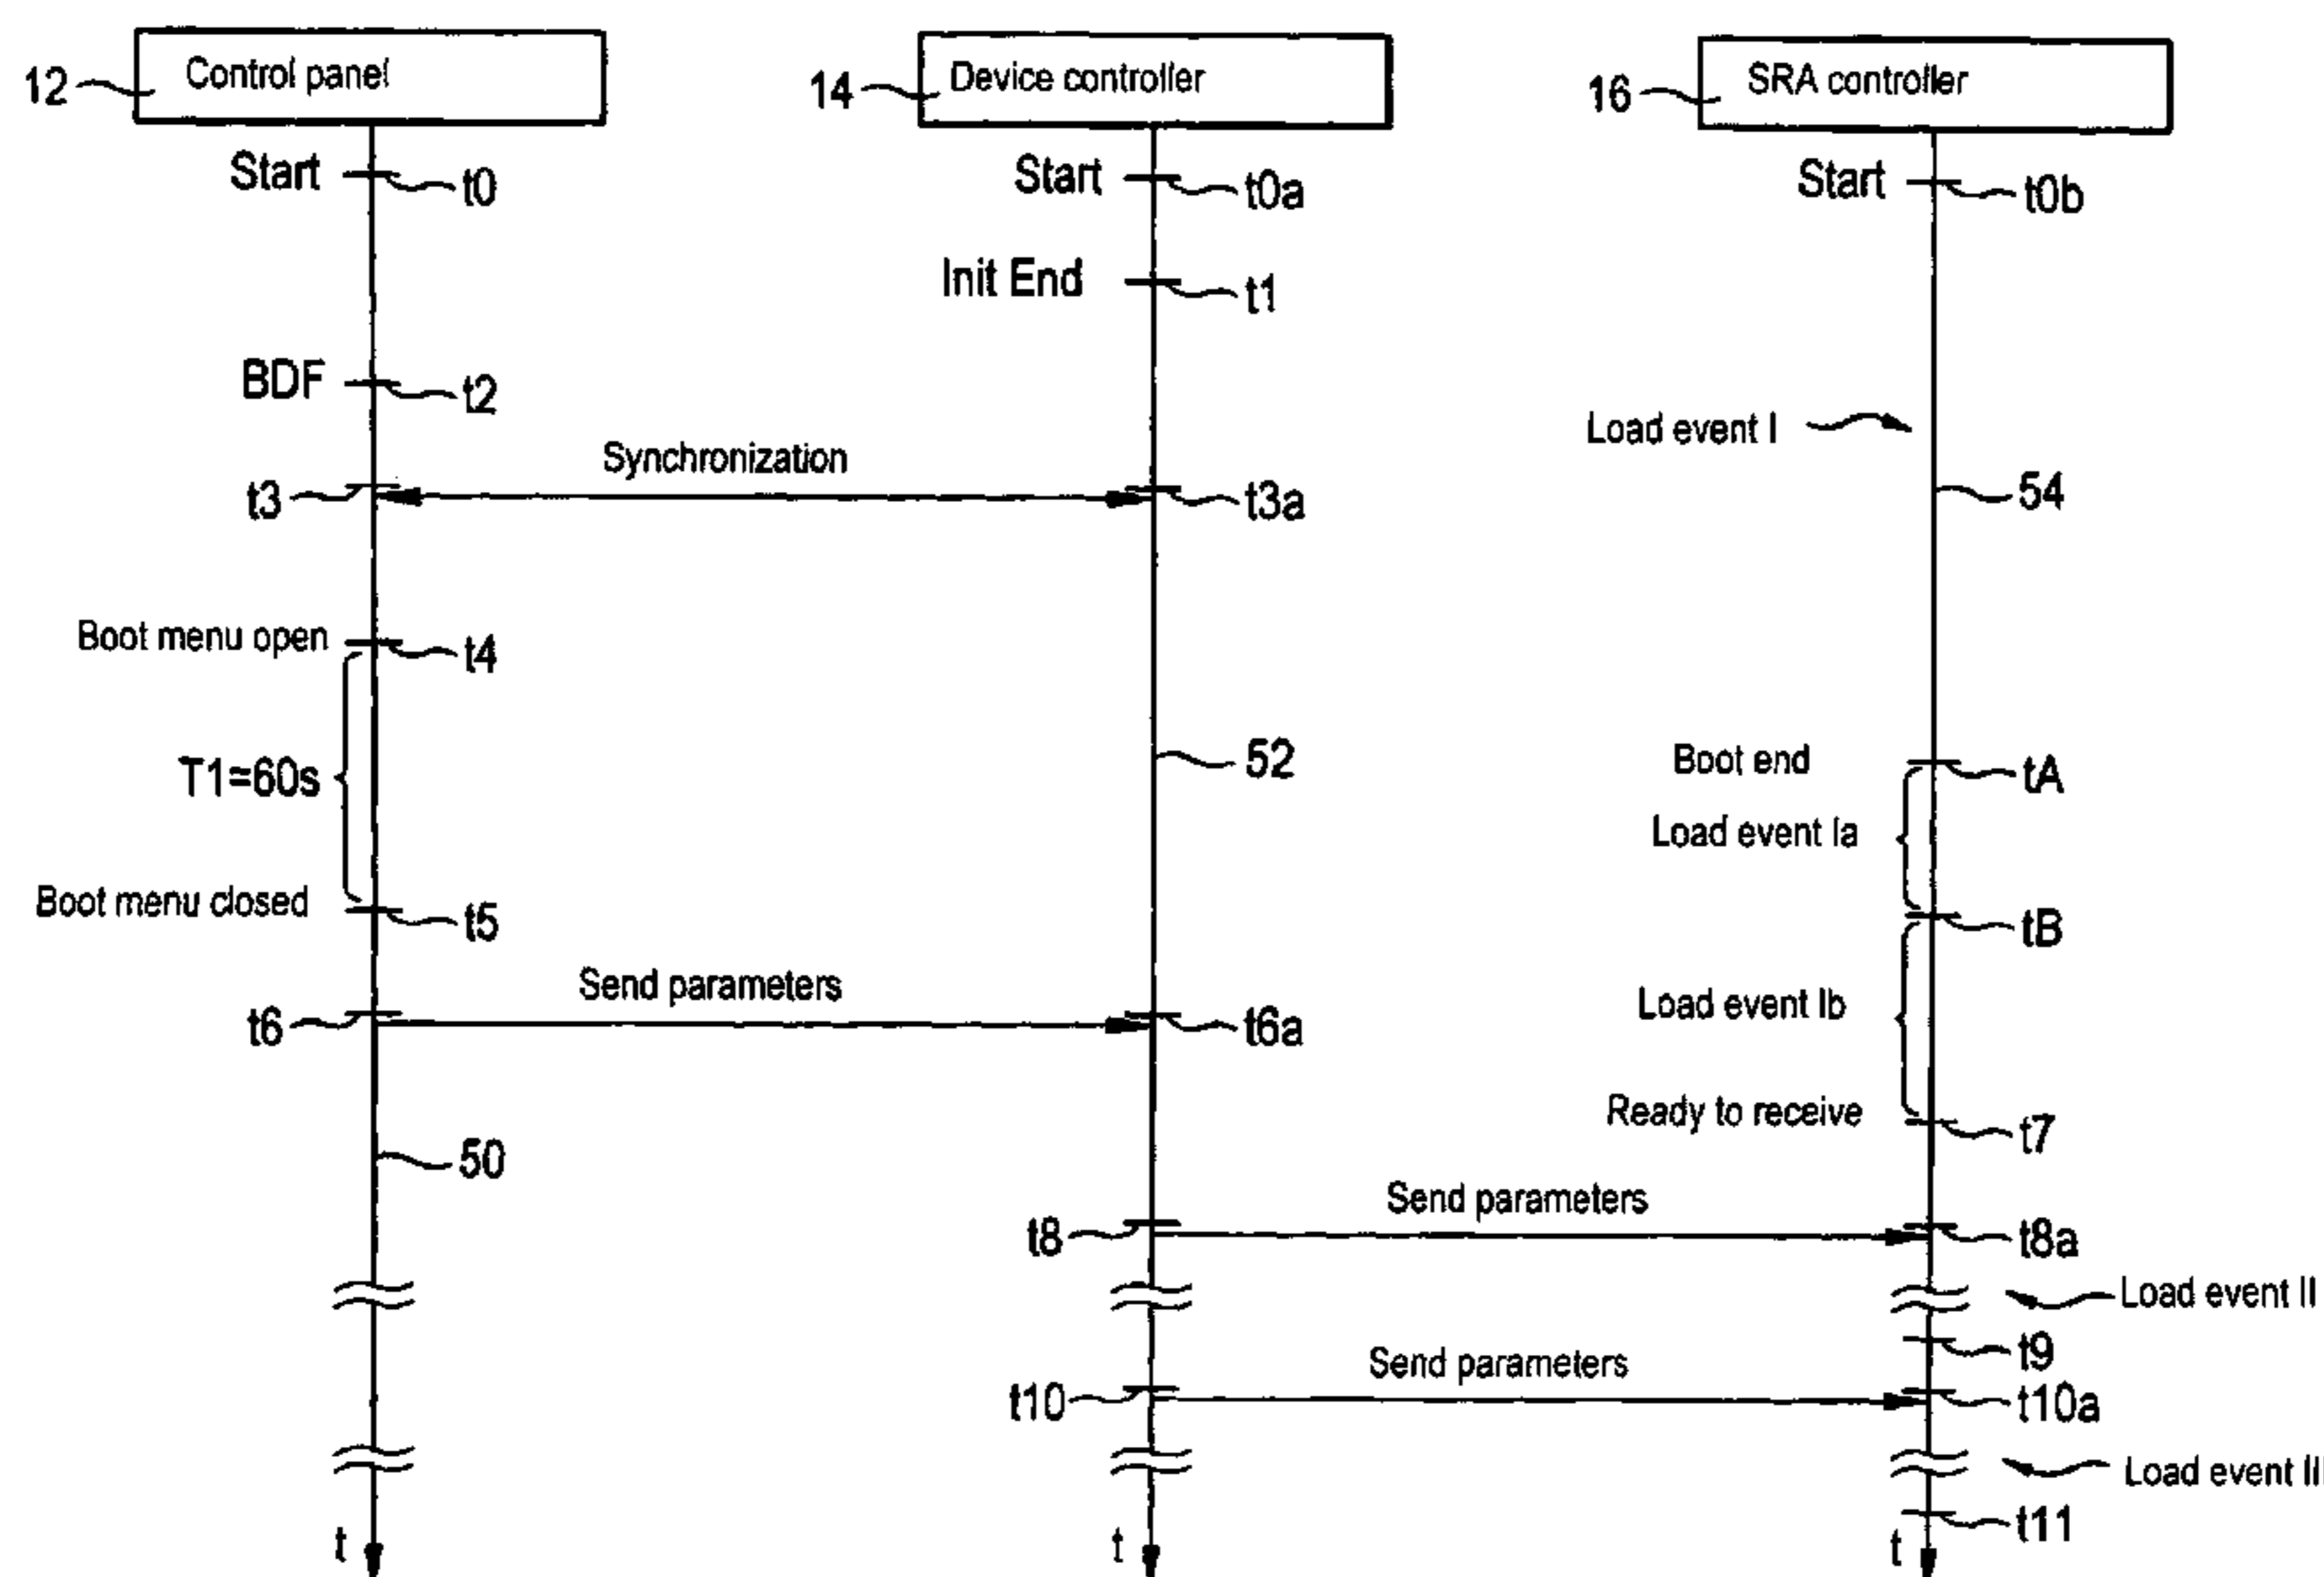 12 Control panel
14 Device controller
16 SRA controller
Start t0
Start t0a
Start t0b
Init End t1
BDF t2
Load event I
Synchronization
t3
t3a
54
Boot menu open t4
T1=60s
52
Boot end tA
Load event Ia
Boot menu closed t5
tB
Send parameters
Load event Ib
t6
t6a
Ready to receive t7
50
Send parameters
t8
t8a
Load event II
t9
Send parameters
t10
t10a
Load event III
t11
t
t
t